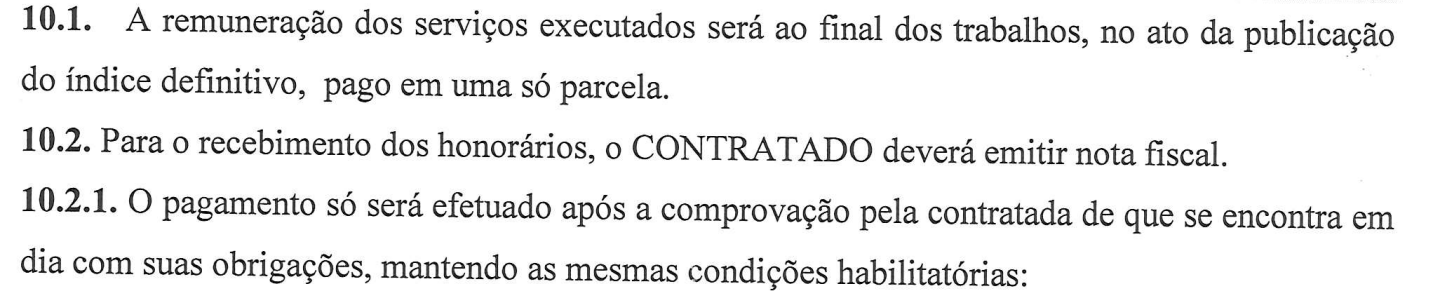 10.1. A remuneração dos serviços executados será ao final dos trabalhos, no ato da publicação
do índice definitivo, pago em uma só parcela.
10.2. Para o recebimento dos honorários, o CONTRATADO deverá emitir nota fiscal.
10.2.1. O pagamento só será efetuado após a comprovação pela contratada de que se encontra em
dia com suas obrigações, mantendo as mesmas condições habilitatórias: